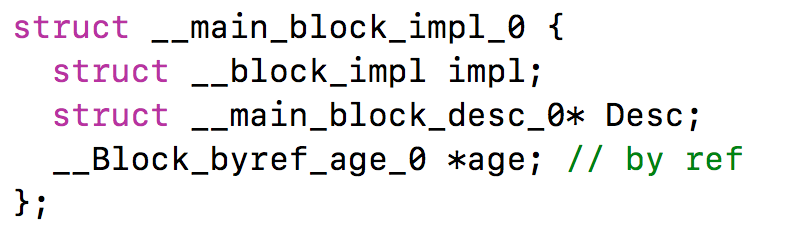 struct __main_block_impl_0 {
  struct __block_impl impl;
  struct __main_block_desc_0* Desc;
  __Block_byref_age_0 *age; // by ref
};